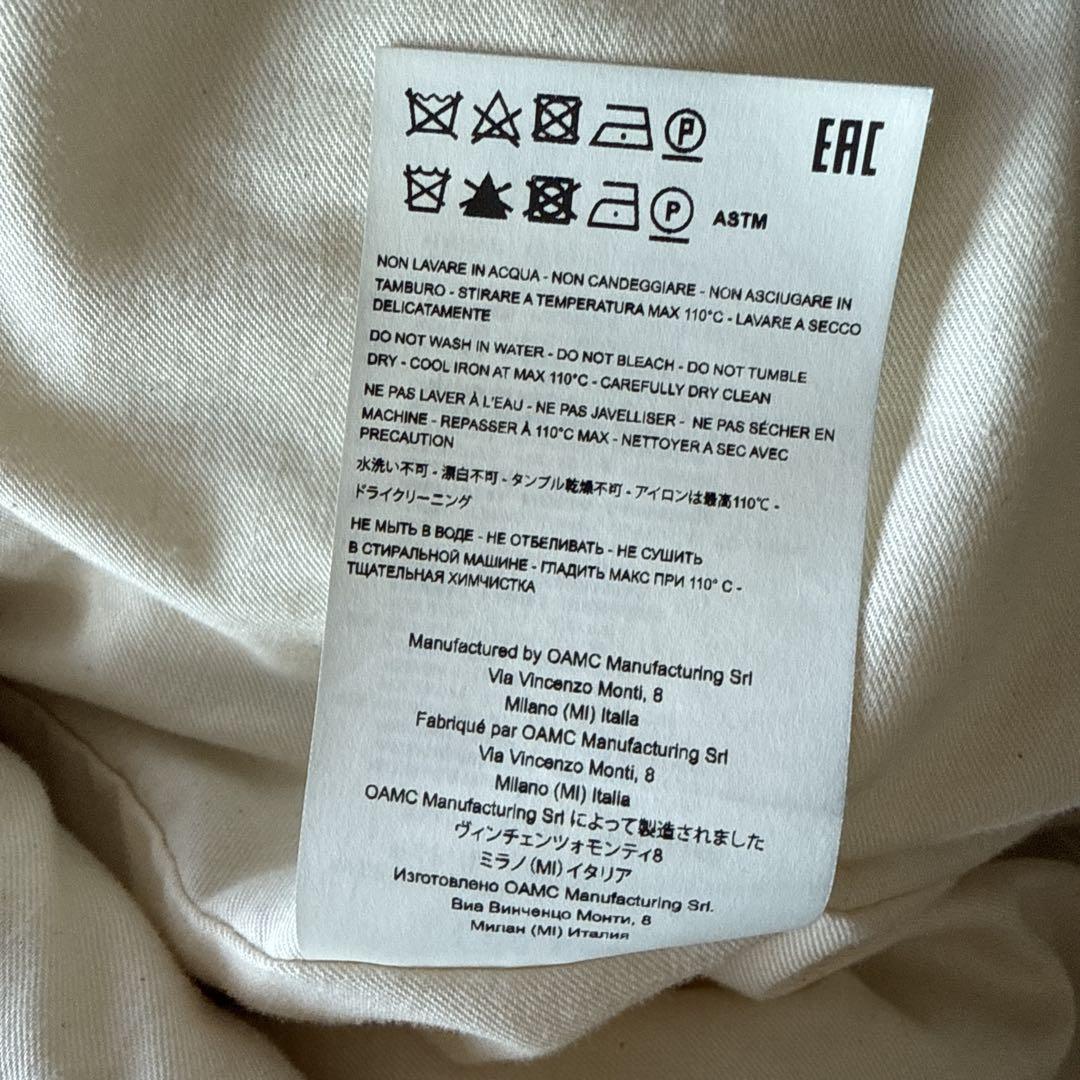 EAC
P
P ASTM
NON LAVARE IN ACQUA - NON CANDEGGIARE - NON ASCIUGARE IN
TAMBURO - STIRARE A TEMPERATURA MAX 110°C - LAVARE A SECCO
DELICATAMENTE
DO NOT WASH IN WATER - DO NOT BLEACH - DO NOT TUMBLE
DRY - COOL IRON AT MAX 110°C - CAREFULLY DRY CLEAN
NE PAS LAVER À L'EAU - NE PAS JAVELLISER - NE PAS SÉCHER EN
MACHINE - REPASSER À 110°C MAX - NETTOYER A SEC AVEC
PRECAUTION
水洗い不可 - 漂白不可 - タンブル乾燥不可 - アイロンは最高110℃ -
ドライクリーニング
НЕ МЫТЬ В ВОДЕ - НЕ ОТБЕЛИВАТЬ - НЕ СУШИТЬ
В СТИРАЛЬНОЙ МАШИНЕ - ГЛАДИТЬ МАКС ПРИ 110° C -
ТЩАТЕЛЬНАЯ ХИМЧИСТКА
Manufactured by OAMC Manufacturing Srl
Via Vincenzo Monti, 8
Milano (MI) Italia
Fabriqué par OAMC Manufacturing Srl
Via Vincenzo Monti, 8
Milano (MI) Italia
OAMC Manufacturing Srl によって製造されました
ヴィンチェンツォモンティ8
ミラノ (MI) イタリア
Изготовлено OAMC Manufacturing Srl.
Виа Винченцо Монти, 8
Милан (MI) Италия